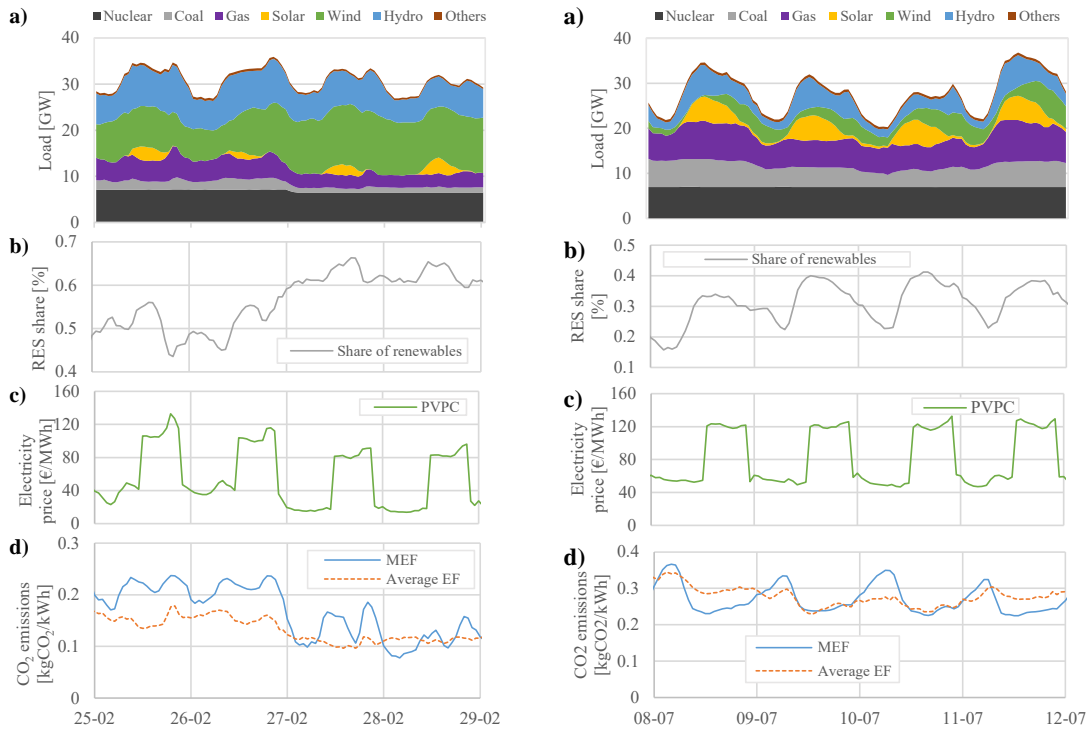 a)
Nuclear Coal Gas Solar Wind Hydro Others
40
30
20
10
0
Load [GW]
b)
0.7
0.6
0.5
0.4
RES share [%]
Share of renewables
c)
160
120
80
40
0
Electricity
price [€/MWh]
PVPC
d)
0.3
0.2
0.1
0
CO2 emissions
[kgCO2/kWh]
MEF
Average EF
25-02 26-02 27-02 28-02 29-02
a)
Nuclear Coal Gas Solar Wind Hydro Others
40
30
20
10
0
Load [GW]
b)
0.5
0.4
0.3
0.2
0.1
RES share
[%]
Share of renewables
c)
160
120
80
40
0
Electricity
price [€/MWh]
PVPC
d)
0.4
0.3
0.2
0.1
0
CO2 emissions
[kgCO2/kWh]
MEF
Average EF
08-07 09-07 10-07 11-07 12-07